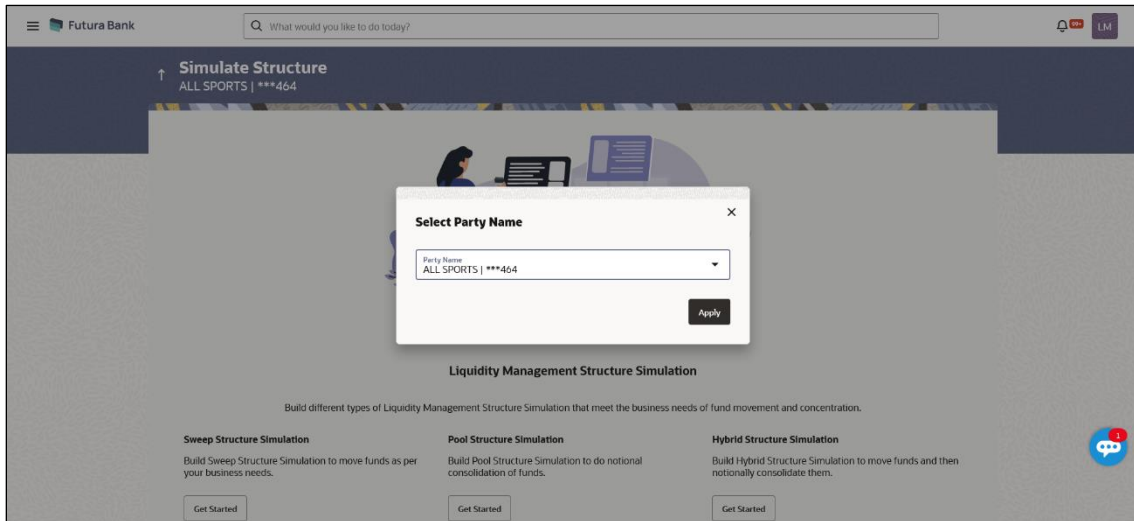 Futura Bank
What would you like to do today?
99+
LM
Simulate Structure
ALL SPORTS | ***464
Select Party Name
Party Name
ALL SPORTS | ***464
Apply
Liquidity Management Structure Simulation
Build different types of Liquidity Management Structure Simulation that meet the business needs of fund movement and concentration.
Sweep Structure Simulation
Build Sweep Structure Simulation to move funds as per
your business needs.
Get Started
Pool Structure Simulation
Build Pool Structure Simulation to do notional
consolidation of funds.
Get Started
Hybrid Structure Simulation
Build Hybrid Structure Simulation to move funds and then
notionally consolidate them.
Get Started
1